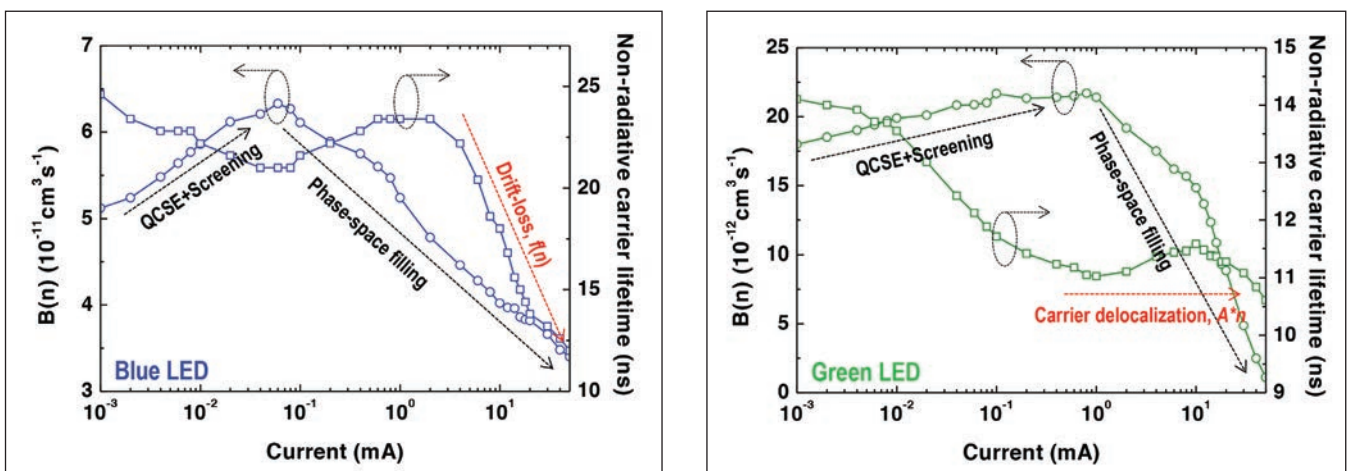 7
6
5
4
3
B(n) (10⁻¹¹cm³s⁻¹)
QCSE+Screening
Phase-space filling
Drift-loss, f(n)
Blue LED
25
20
15
10
Non-radiative carrier lifetime (ns)
10⁻³ 10⁻² 10⁻¹ 10⁰ 10¹
Current (mA)
25
20
15
10
5
0
B(n) (10⁻¹²cm³s⁻¹)
QCSE+Screening
Phase-space filling
Carrier delocalization, A*n
Green LED
15
14
13
12
11
10
9
Non-radiative carrier lifetime (ns)
10⁻³ 10⁻² 10⁻¹ 10⁰ 10¹
Current (mA)